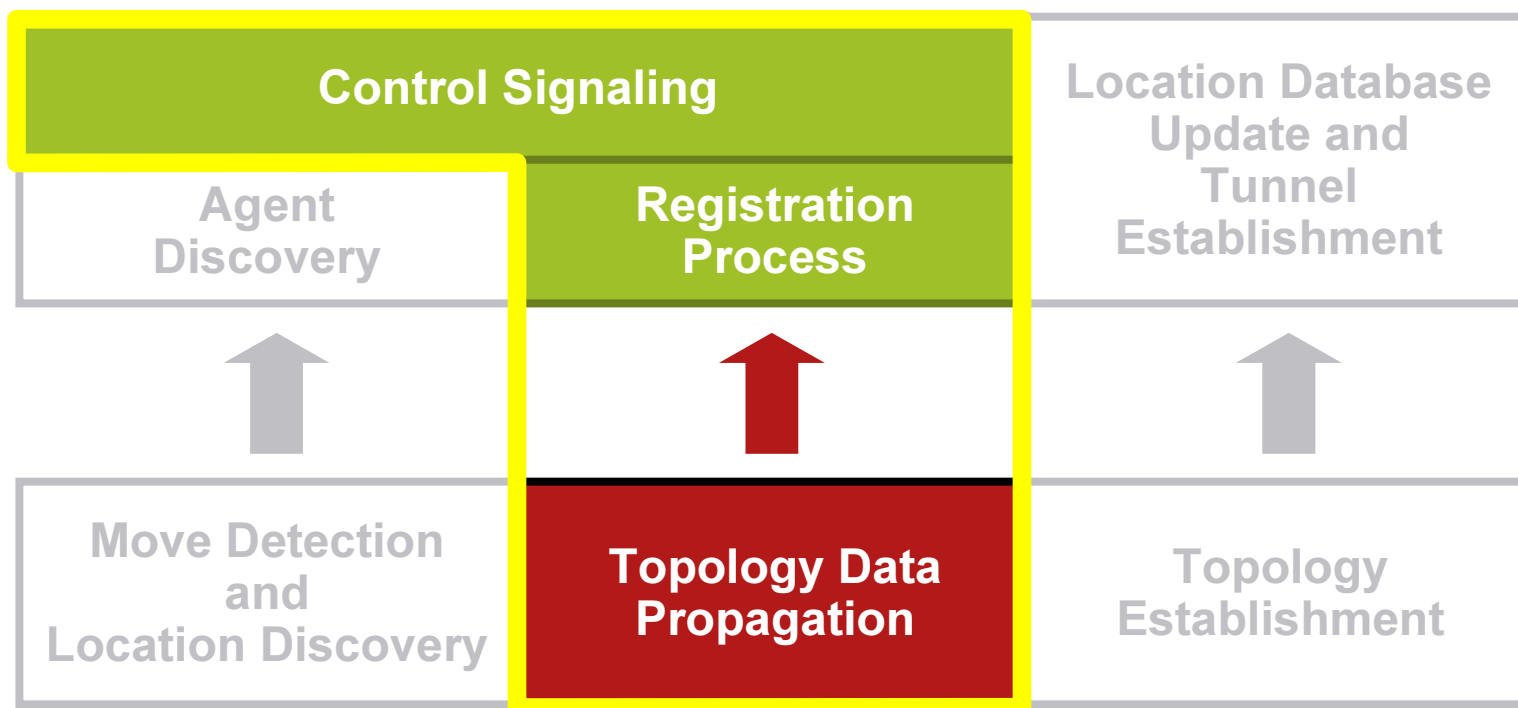 Control Signaling
Location Database
Update and
Tunnel
Establishment
Agent
Discovery
Registration
Process
Move Detection
and
Location Discovery
Topology Data
Propagation
Topology
Establishment